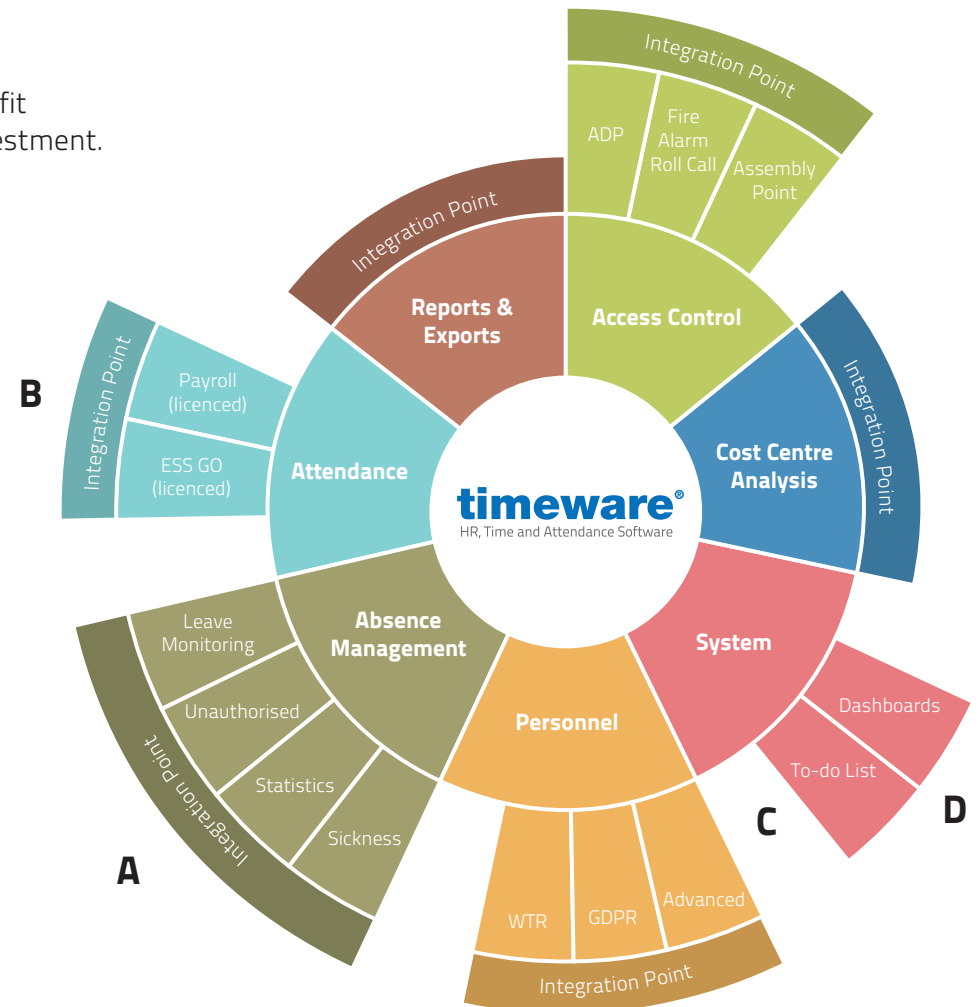 fit
estment.
Integration Point
ADP
Fire
Alarm
Roll Call
Assembly
Point
Access Control
Integration Point
Reports &
Exports
Integration Point
Cost Centre
Analysis
B
Integration Point
Payroll
(licenced)
ESS GO
(licenced)
Attendance
timeware®
HR, Time and Attendance Software
Absence
Management
Leave
Monitoring
Unauthorised
Statistics
Sickness
Integration Point
A
System
Dashboards
To-do List
C
D
Personnel
WTR
GDPR
Advanced
Integration Point